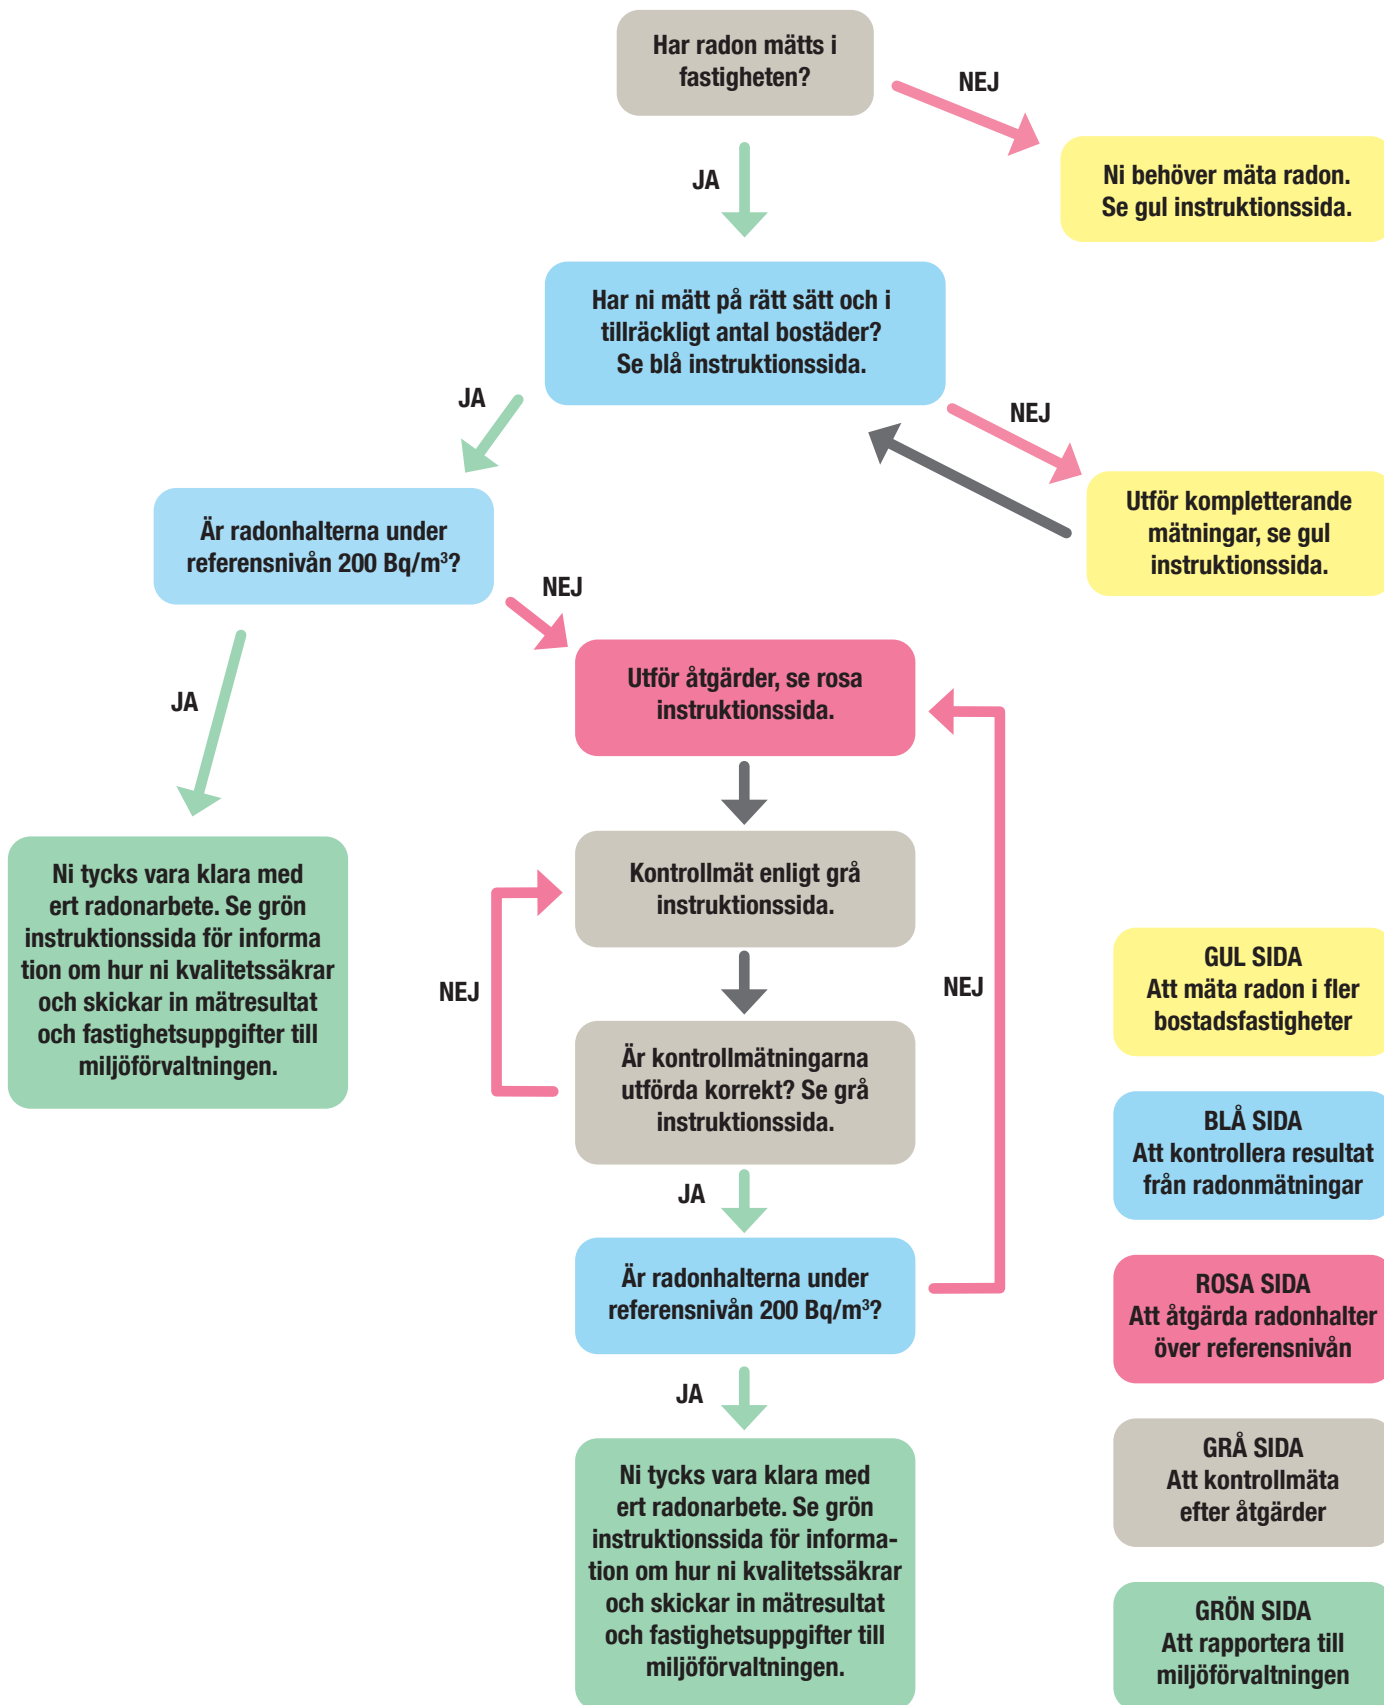 Har radon mätts i
fastigheten?
NEJ
JA
Ni behöver mäta radon.
Se gul instruktionssida.
Har ni mätt på rätt sätt och i
tillräckligt antal bostäder?
Se blå instruktionssida.
JA
NEJ
Utför kompletterande
mätningar, se gul
instruktionssida.
Är radonhalterna under
referensnivån 200 Bq/m³?
NEJ
JA
Utför åtgärder, se rosa
instruktionssida.
Ni tycks vara klara med
ert radonarbete. Se grön
instruktionssida för informa
tion om hur ni kvalitetssäkrar
och skickar in mätresultat
och fastighetsuppgifter till
miljöförvaltningen.
Kontrollmät enligt grå
instruktionssida.
NEJ
NEJ
Är kontrollmätningarna
utförda korrekt? Se grå
instruktionssida.
JA
Är radonhalterna under
referensnivån 200 Bq/m³?
JA
Ni tycks vara klara med
ert radonarbete. Se grön
instruktionssida för informa-
tion om hur ni kvalitetssäkrar
och skickar in mätresultat
och fastighetsuppgifter till
miljöförvaltningen.
GUL SIDA
Att mäta radon i fler
bostadsfastigheter
BLÅ SIDA
Att kontrollera resultat
från radonmätningar
ROSA SIDA
Att åtgärda radonhalter
över referensnivån
GRÅ SIDA
Att kontrollmäta
efter åtgärder
GRÖN SIDA
Att rapportera till
miljöförvaltningen